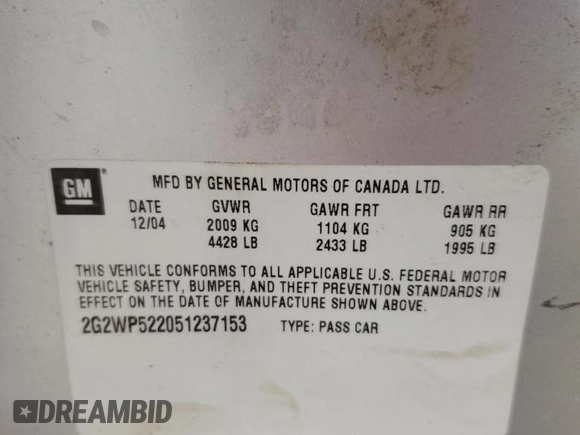 GM
MFD BY GENERAL MOTORS OF CANADA LTD.
DATE GVWR GAWR FRT GAWR RR
12/04 2009 KG 1104 KG 905 KG
4428 LB 2433 LB 1995 LB
THIS VEHICLE CONFORMS TO ALL APPLICABLE U.S. FEDERAL MOTOR
VEHICLE SAFETY, BUMPER, AND THEFT PREVENTION STANDARDS IN
EFFECT ON THE DATE OF MANUFACTURE SHOWN ABOVE.
2G2WP522051237153 TYPE: PASS CAR
DREAMBID